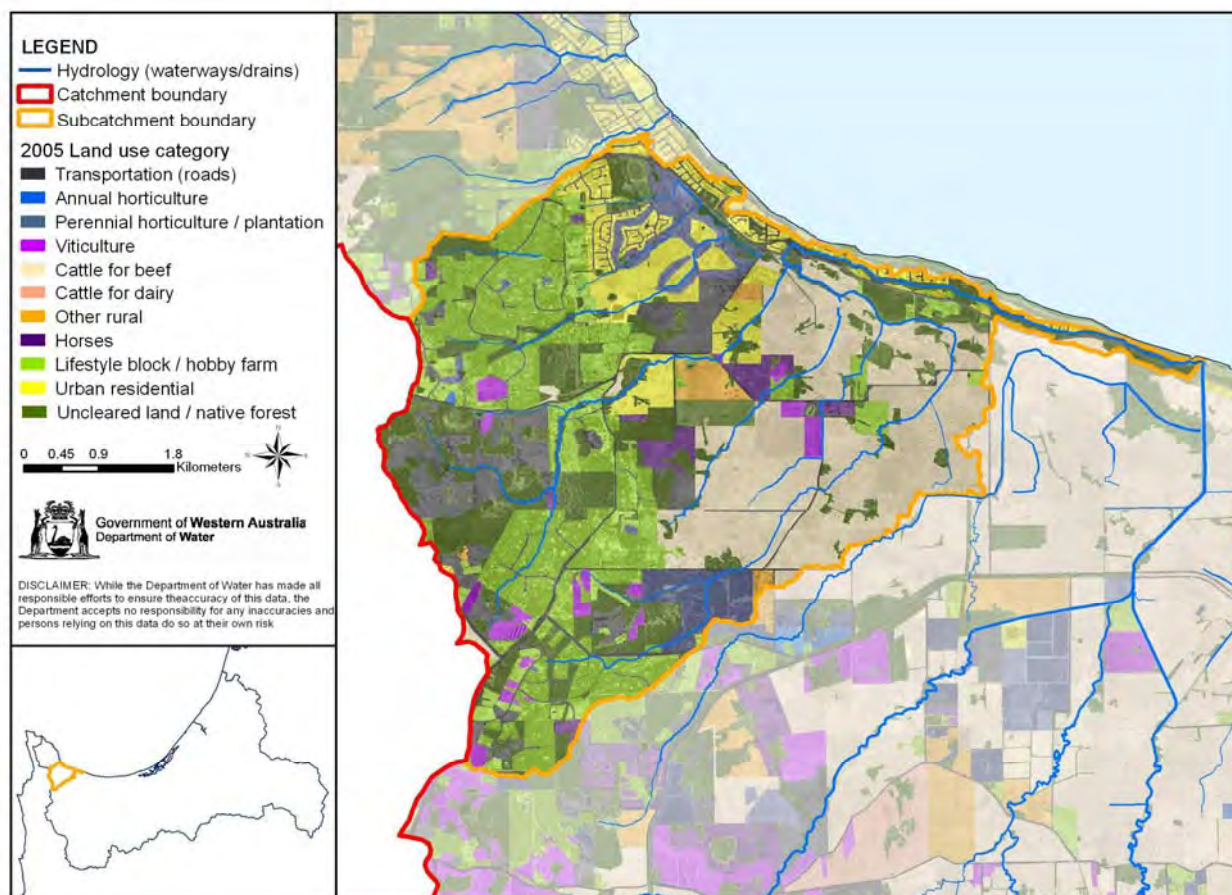 LEGEND
Hydrology (waterways/drains)
Catchment boundary
Subcatchment boundary
2005 Land use category
Transportation (roads)
Annual horticulture
Perennial horticulture / plantation
Viticulture
Cattle for beef
Cattle for dairy
Other rural
Horses
Lifestyle block / hobby farm
Urban residential
Uncleared land / native forest
0 0.45 0.9 1.8
Kilometers
Government of Western Australia
Department of Water
DISCLAIMER: While the Department of Water has made all
responsible efforts to ensure theaccuracy of this data, the
Department accepts no responsibility for any inaccuracies and
persons relying on this data do so at their own risk